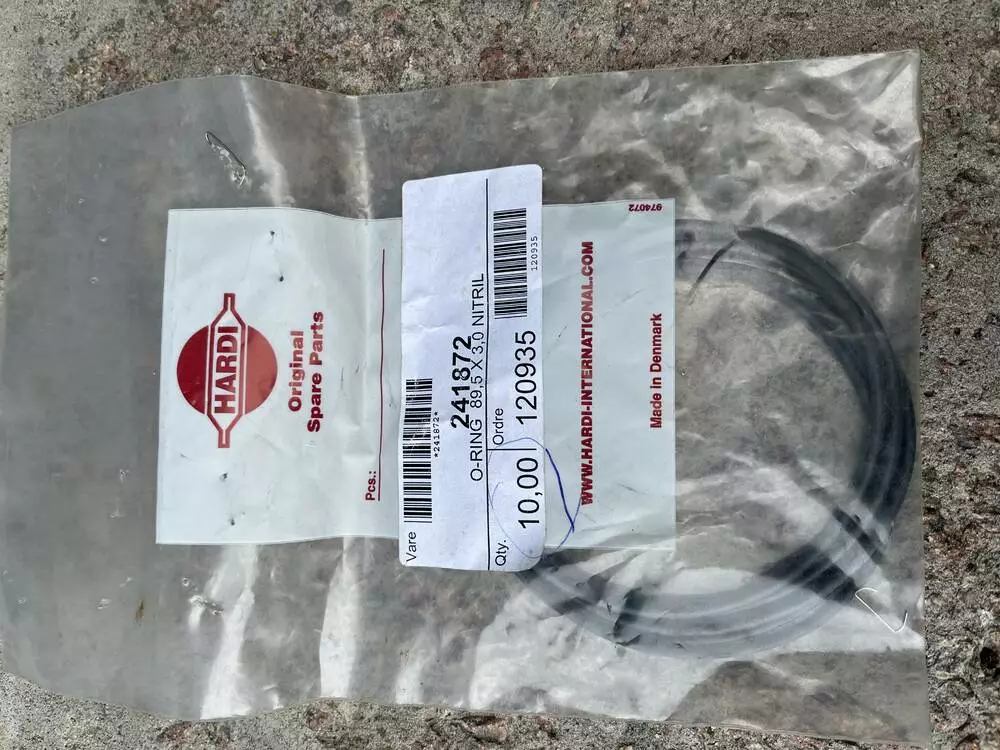 HARDI
Original
Spare Parts
Pcs.:
Vare
*241872*
241872
O-RING 89,5 X 3,0 NITRIL
Qty.
10,00
Ordre
120935
120935
WWW.HARDI-INTERNATIONAL.COM
Made in Denmark
974072